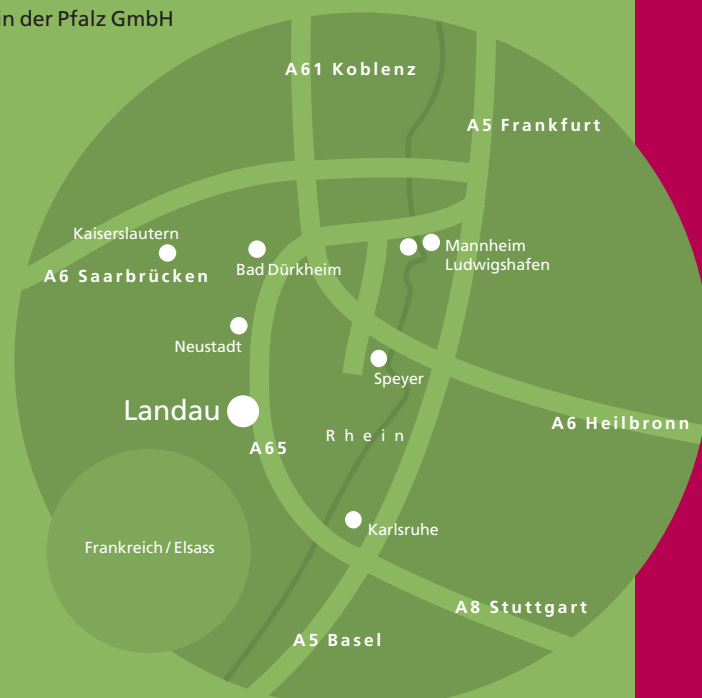 in der Pfalz GmbH
A61 Koblenz
A5 Frankfurt
Kaiserslautern
Mannheim
Ludwigshafen
Bad Dürkheim
A6 Saarbrücken
Neustadt
Speyer
Landau
A6 Heilbronn
Rhein
A65
Karlsruhe
Frankreich / Elsass
A8 Stuttgart
A5 Basel